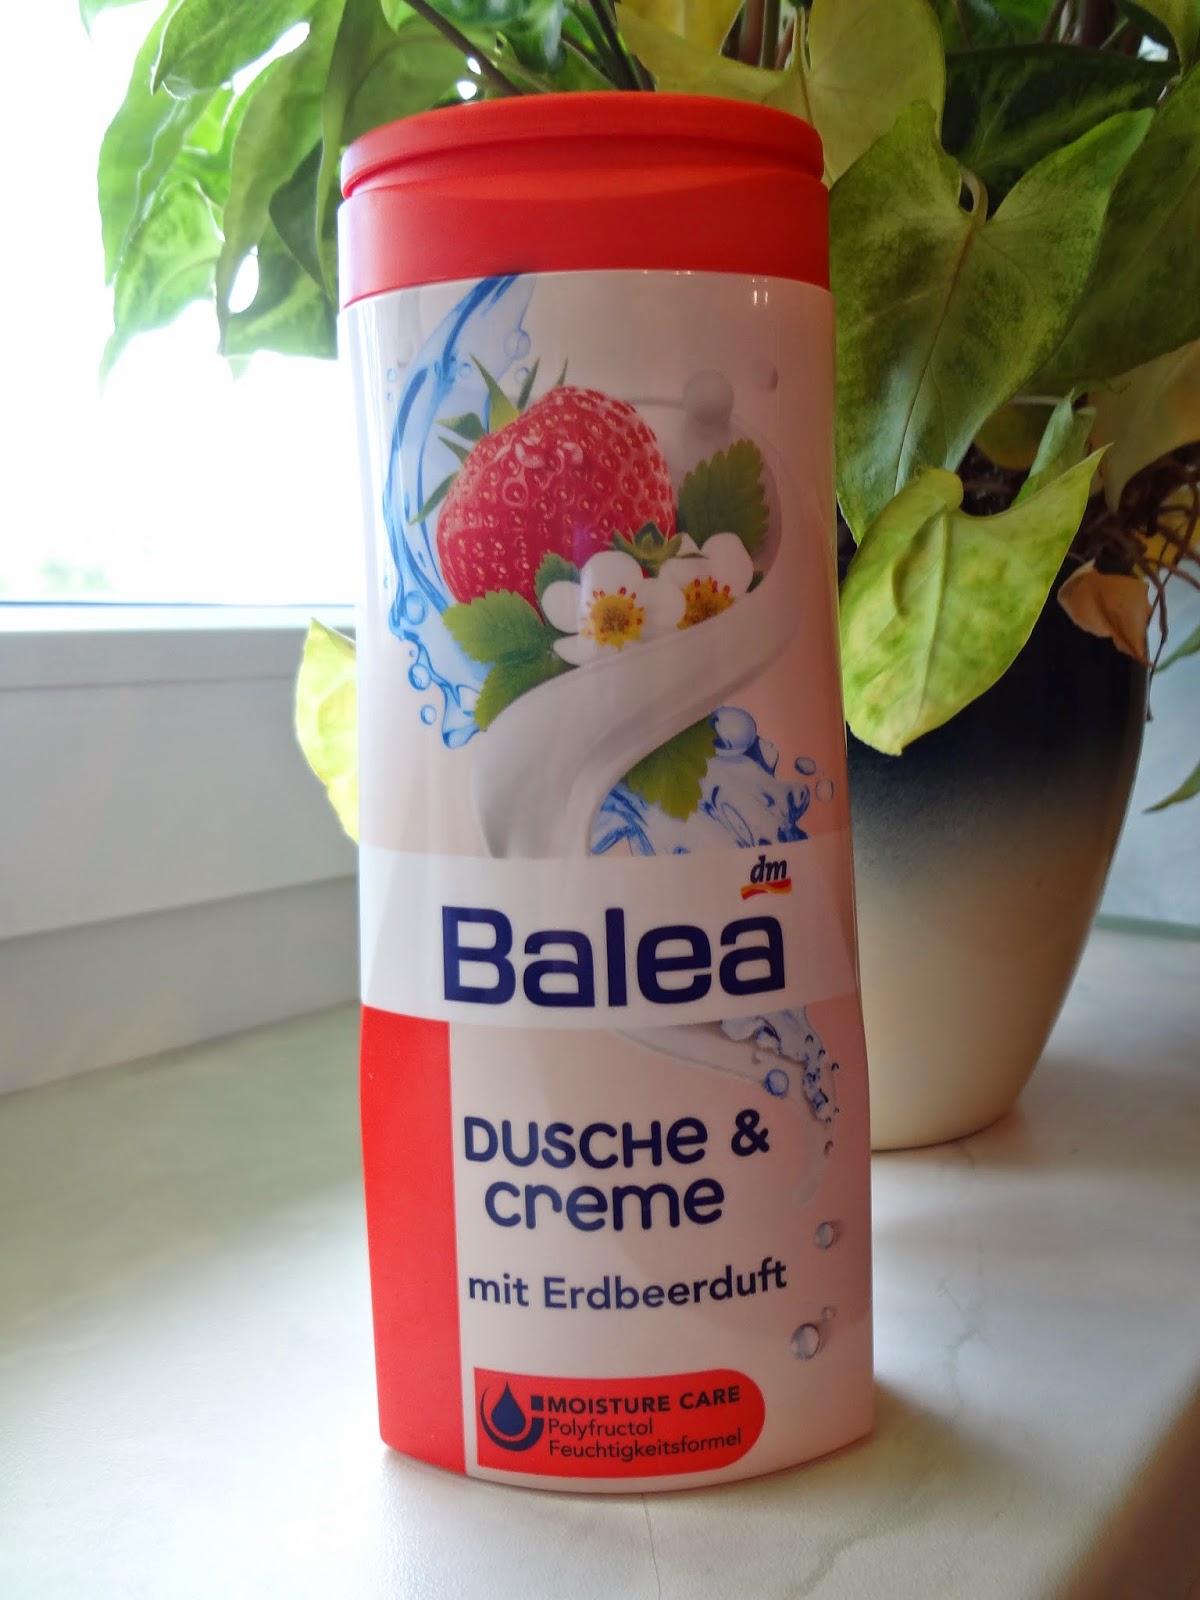 dm
Balea
DUSCHE &
creme
mit Erdbeerduft
MOISTURE CARE
Polyfructol
Feuchtigkeitsformel